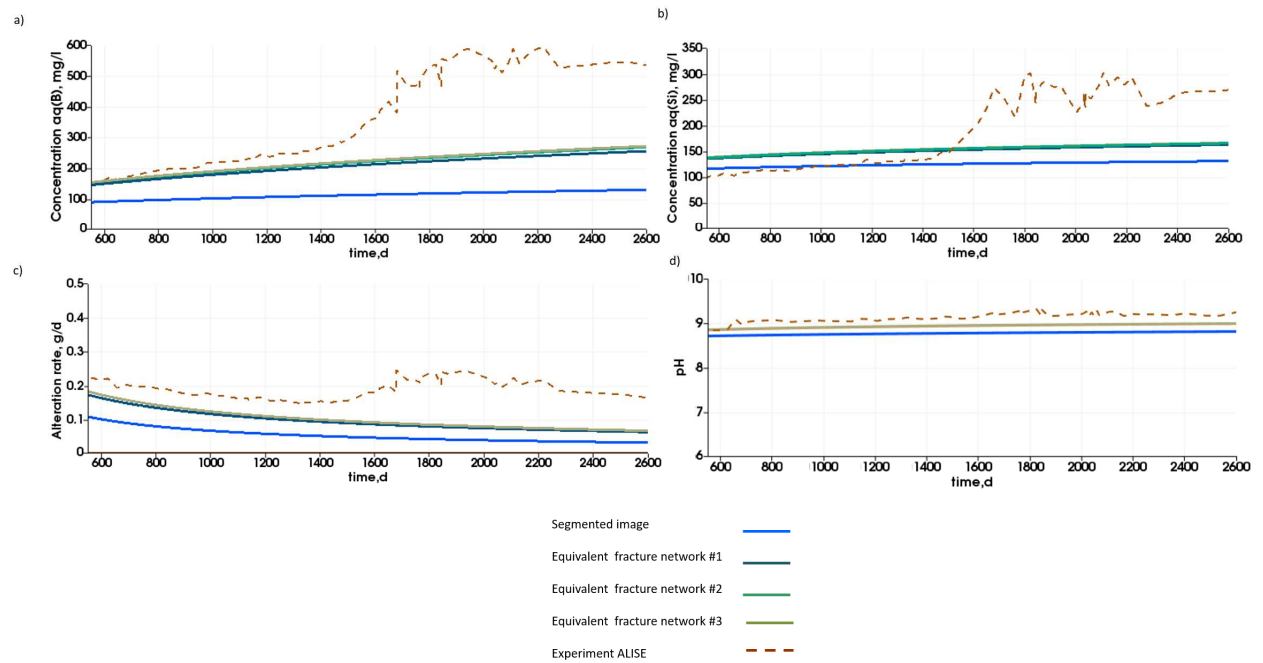 a)
Concentration aq(B), mg/l
600
500
400
300
200
100
0
600 800 1000 1200 1400 1600 1800 2000 2200 2400 2600
time,d
b)
Concentration aq(Si), mg/l
350
300
250
200
150
100
50
0
600 800 1000 1200 1400 1600 1800 2000 2200 2400 2600
time,d
c)
Alteration rate, g/d
0.5
0.4
0.3
0.2
0.1
0
600 800 1000 1200 1400 1600 1800 2000 2200 2400 2600
time,d
d)
pH
10
9
8
7
6
600 800 1000 1200 1400 1600 1800 2000 2200 2400 2600
time,d
Segmented image
Equivalent fracture network #1
Equivalent fracture network #2
Equivalent fracture network #3
Experiment ALISE